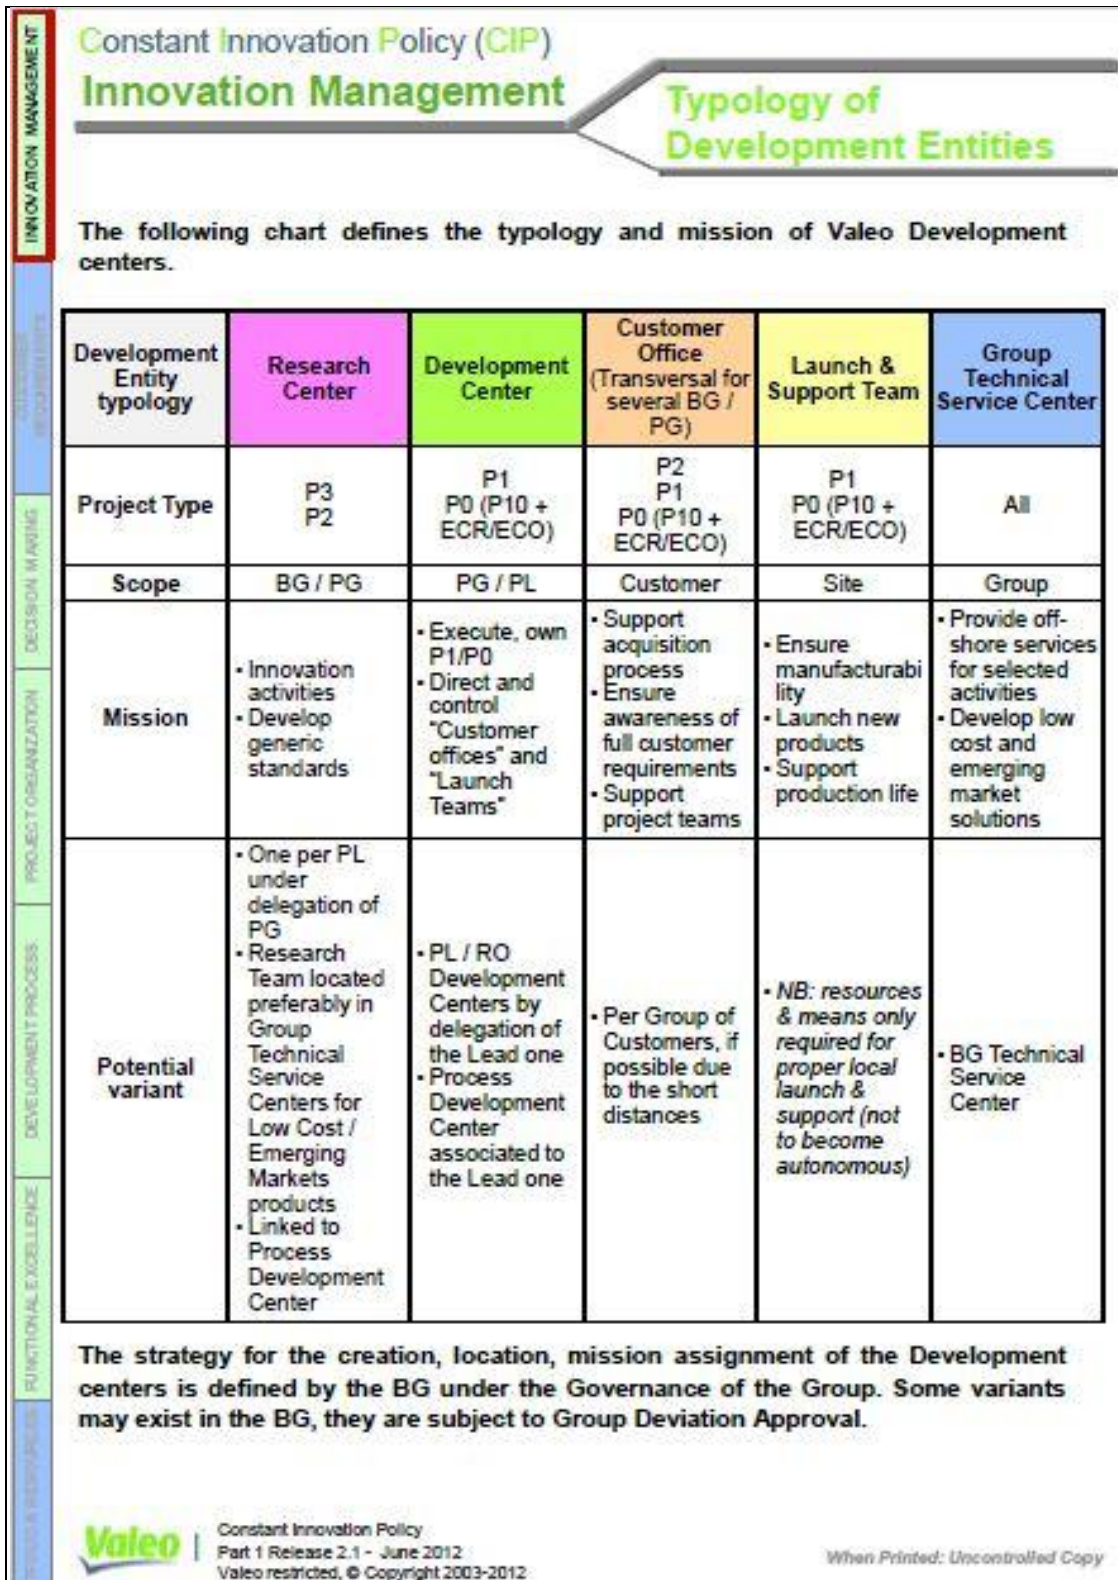 INNOVATION MANAGEMENT
Constant Innovation Policy (CIP)
Innovation Management
Typology of
Development Entities
The following chart defines the typology and mission of Valeo Development
centers.
Development
Entity
typology
Research
Center
Development
Center
Customer
Office
(Transversal for
several BG /
PG)
Launch &
Support Team
Group
Technical
Service Center
Project Type
P3
P2
P1
P0 (P10 +
ECR/ECO)
P2
P1
P0 (P10 +
ECR/ECO)
P1
P0 (P10 +
ECR/ECO)
All
Scope
BG / PG
PG / PL
Customer
Site
Group
Mission
▪ Innovation
activities
▪ Develop
generic
standards
▪ Execute, own
P1/P0
▪ Direct and
control
"Customer
offices" and
"Launch
Teams"
▪ Support
acquisition
process
▪ Ensure
awareness of
full customer
requirements
▪ Support
project teams
▪ Ensure
manufacturabi
lity
▪ Launch new
products
▪ Support
production life
▪ Provide off-
shore services
for selected
activities
▪ Develop low
cost and
emerging
market
solutions
Potential
variant
▪ One per PL
under
delegation of
PG
▪ Research
Team located
preferably in
Group
Technical
Service
Centers for
Low Cost /
Emerging
Markets
products
▪ Linked to
Process
Development
Center
▪ PL / RO
Development
Centers by
delegation of
the Lead one
▪ Process
Development
Center
associated to
the Lead one
▪ Per Group of
Customers, if
possible due
to the short
distances
▪ NB: resources
& means only
required for
proper local
launch &
support (not
to become
autonomous)
▪ BG Technical
Service
Center
DECISION MAKING
PROJECT ORGANIZATION
DEVELOPMENT PROCESS
FUNCTIONAL EXCELLENCE
The strategy for the creation, location, mission assignment of the Development
centers is defined by the BG under the Governance of the Group. Some variants
may exist in the BG, they are subject to Group Deviation Approval.
Valeo
Constant Innovation Policy
Part 1 Release 2.1 - June 2012
Valeo restricted, © Copyright 2003-2012
When Printed: Uncontrolled Copy